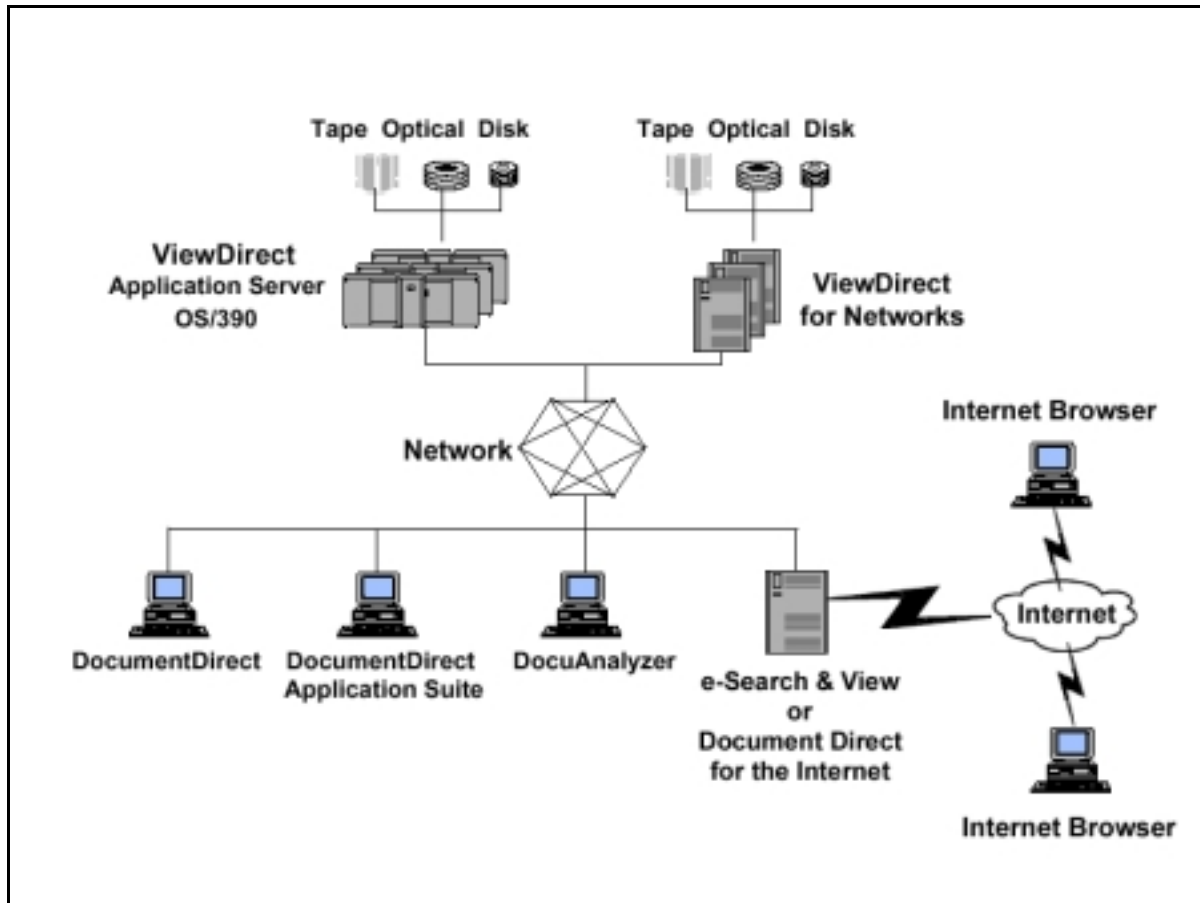 Tape Optical Disk
Tape Optical Disk
ViewDirect
Application Server
OS/390
ViewDirect
for Networks
Network
Internet Browser
Internet
DocumentDirect
DocumentDirect
Application Suite
DocuAnalyzer
e-Search & View
or
Document Direct
for the Internet
Internet Browser